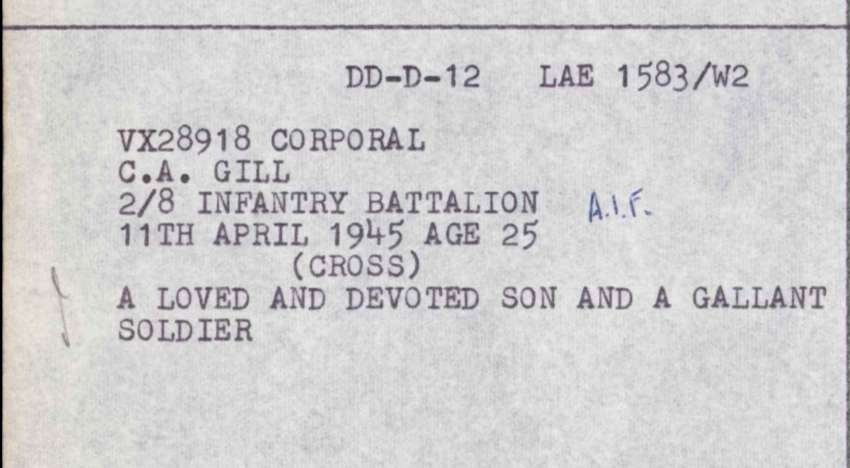 DD-D-12 LAE 1583/W2
VX28918 CORPORAL
C.A. GILL
2/8 INFANTRY BATTALION A.I.F.
11TH APRIL 1945 AGE 25
(CROSS)
A LOVED AND DEVOTED SON AND A GALLANT
SOLDIER